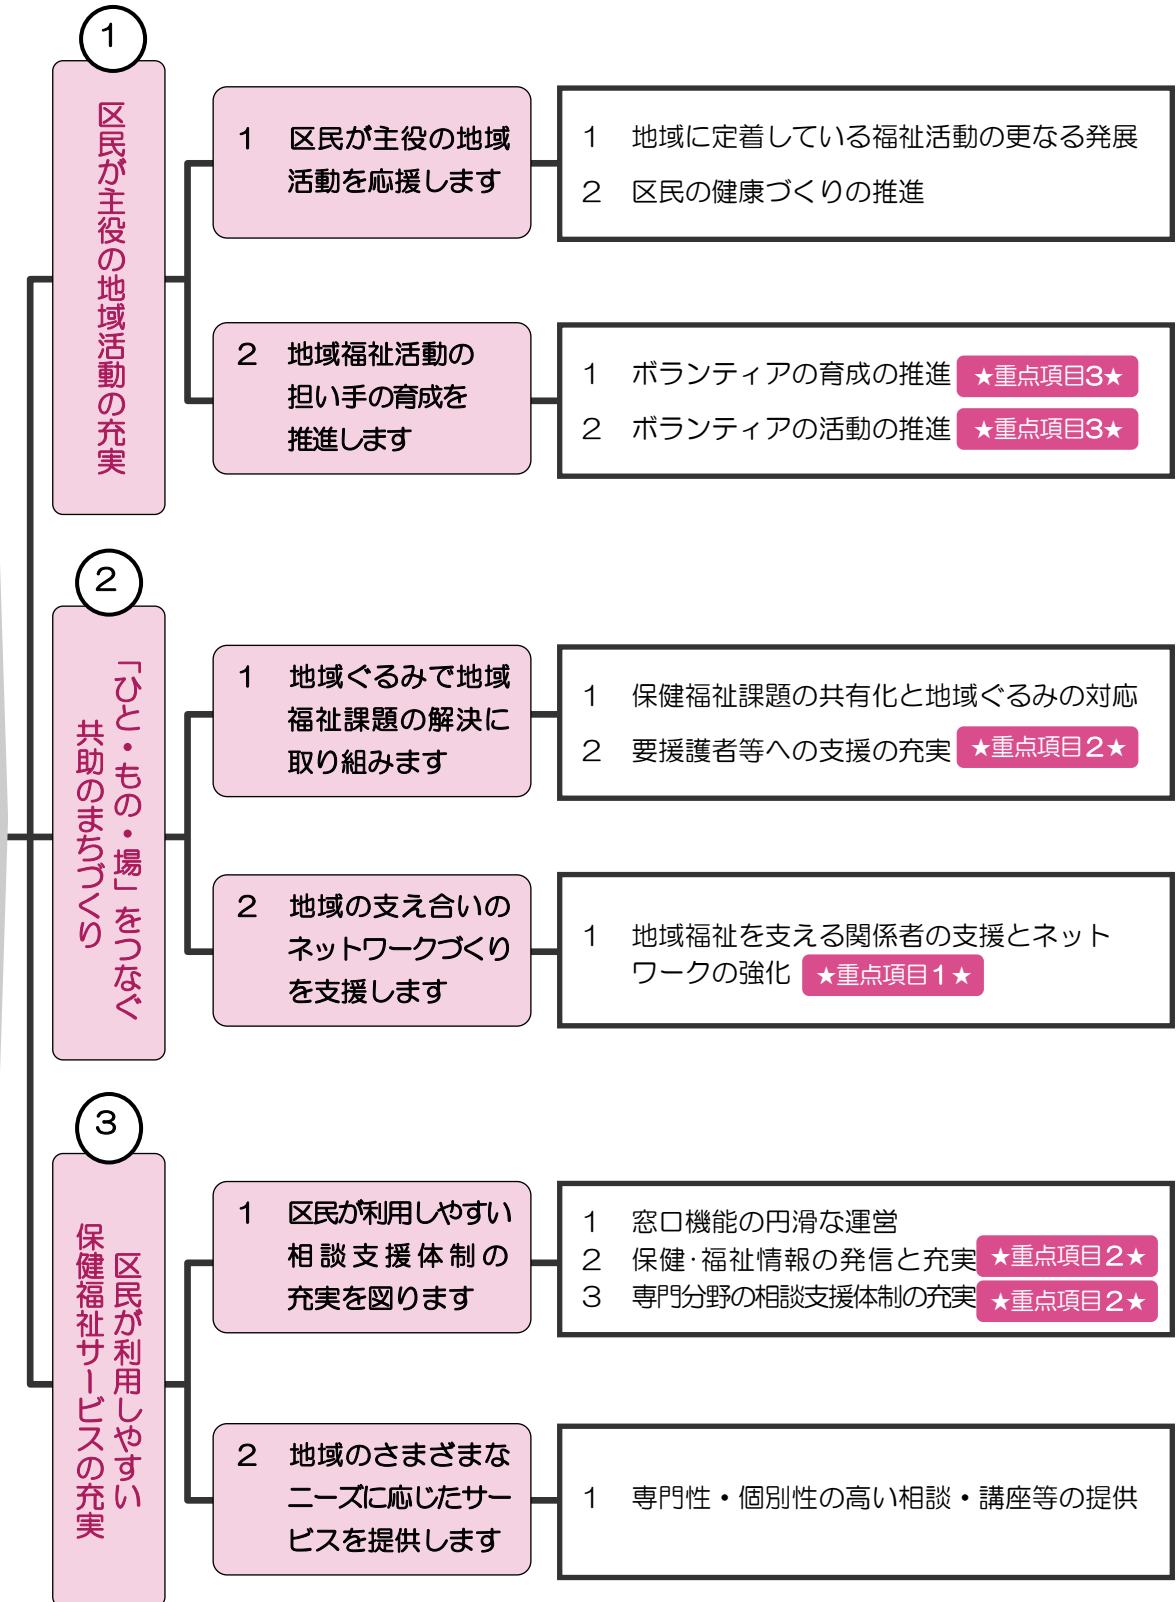 1
区民が主役の地域活動の充実
1 区民が主役の地域
活動を応援します
1 地域に定着している福祉活動の更なる発展
2 区民の健康づくりの推進
2 地域福祉活動の
担い手の育成を
推進します
1 ボランティアの育成の推進 ★重点項目3★
2 ボランティアの活動の推進 ★重点項目3★
2
「ひと・もの・場」をつなぐ
共助のまちづくり
1 地域ぐるみで地域
福祉課題の解決に
取り組みます
1 保健福祉課題の共有化と地域ぐるみの対応
2 要援護者等への支援の充実 ★重点項目2★
2 地域の支え合いの
ネットワークづくり
を支援します
1 地域福祉を支える関係者の支援とネット
ワークの強化 ★重点項目1★
3
区民が利用しやすい
保健福祉サービスの充実
1 区民が利用しやすい
相談支援体制の
充実を図ります
1 窓口機能の円滑な運営
2 保健・福祉情報の発信と充実 ★重点項目2★
3 専門分野の相談支援体制の充実 ★重点項目2★
2 地域のさまざまな
ニーズに応じたサー
ビスを提供します
1 専門性・個別性の高い相談・講座等の提供